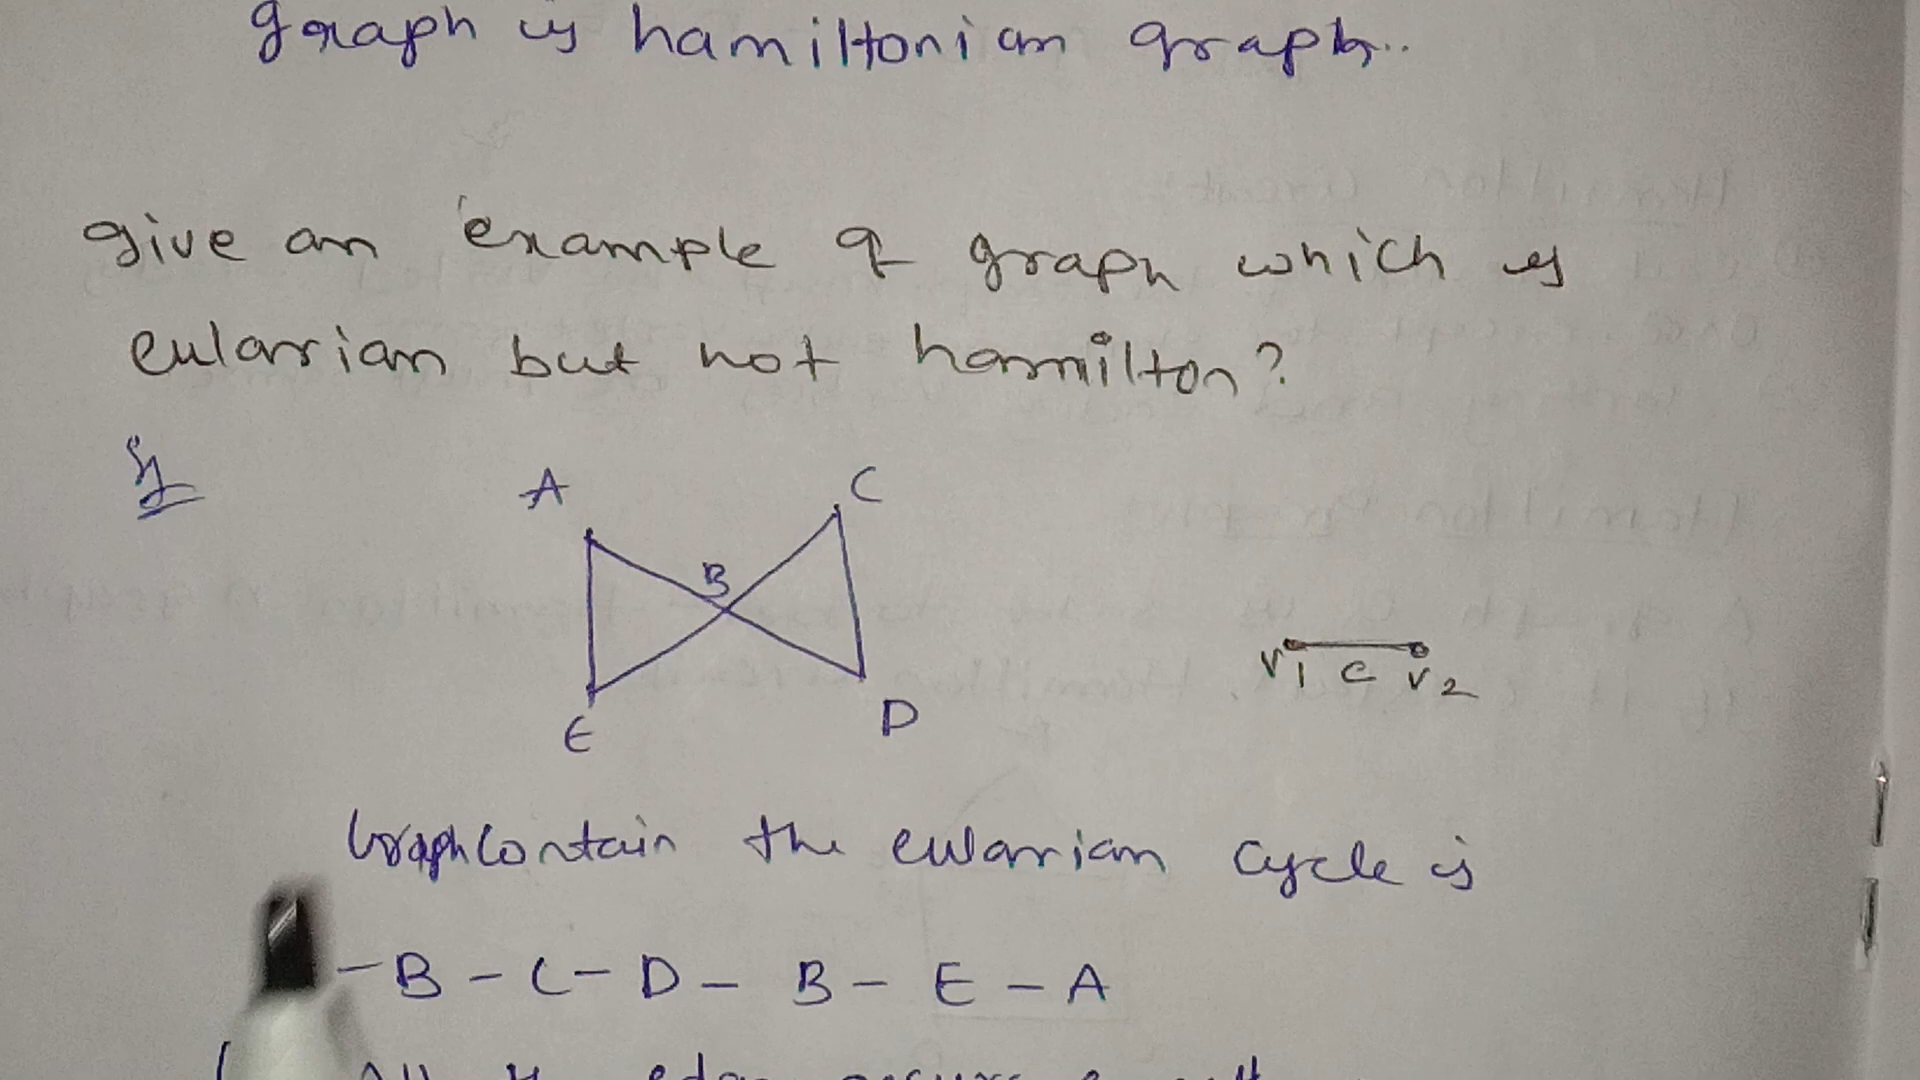 graph is hamiltonian graph..
give an example of graph which is
eularian but not hamilton?
A
C
B
E
D
V1 e V2
Graph Contain the eularian cycle is
- B - C - D - B - E - A